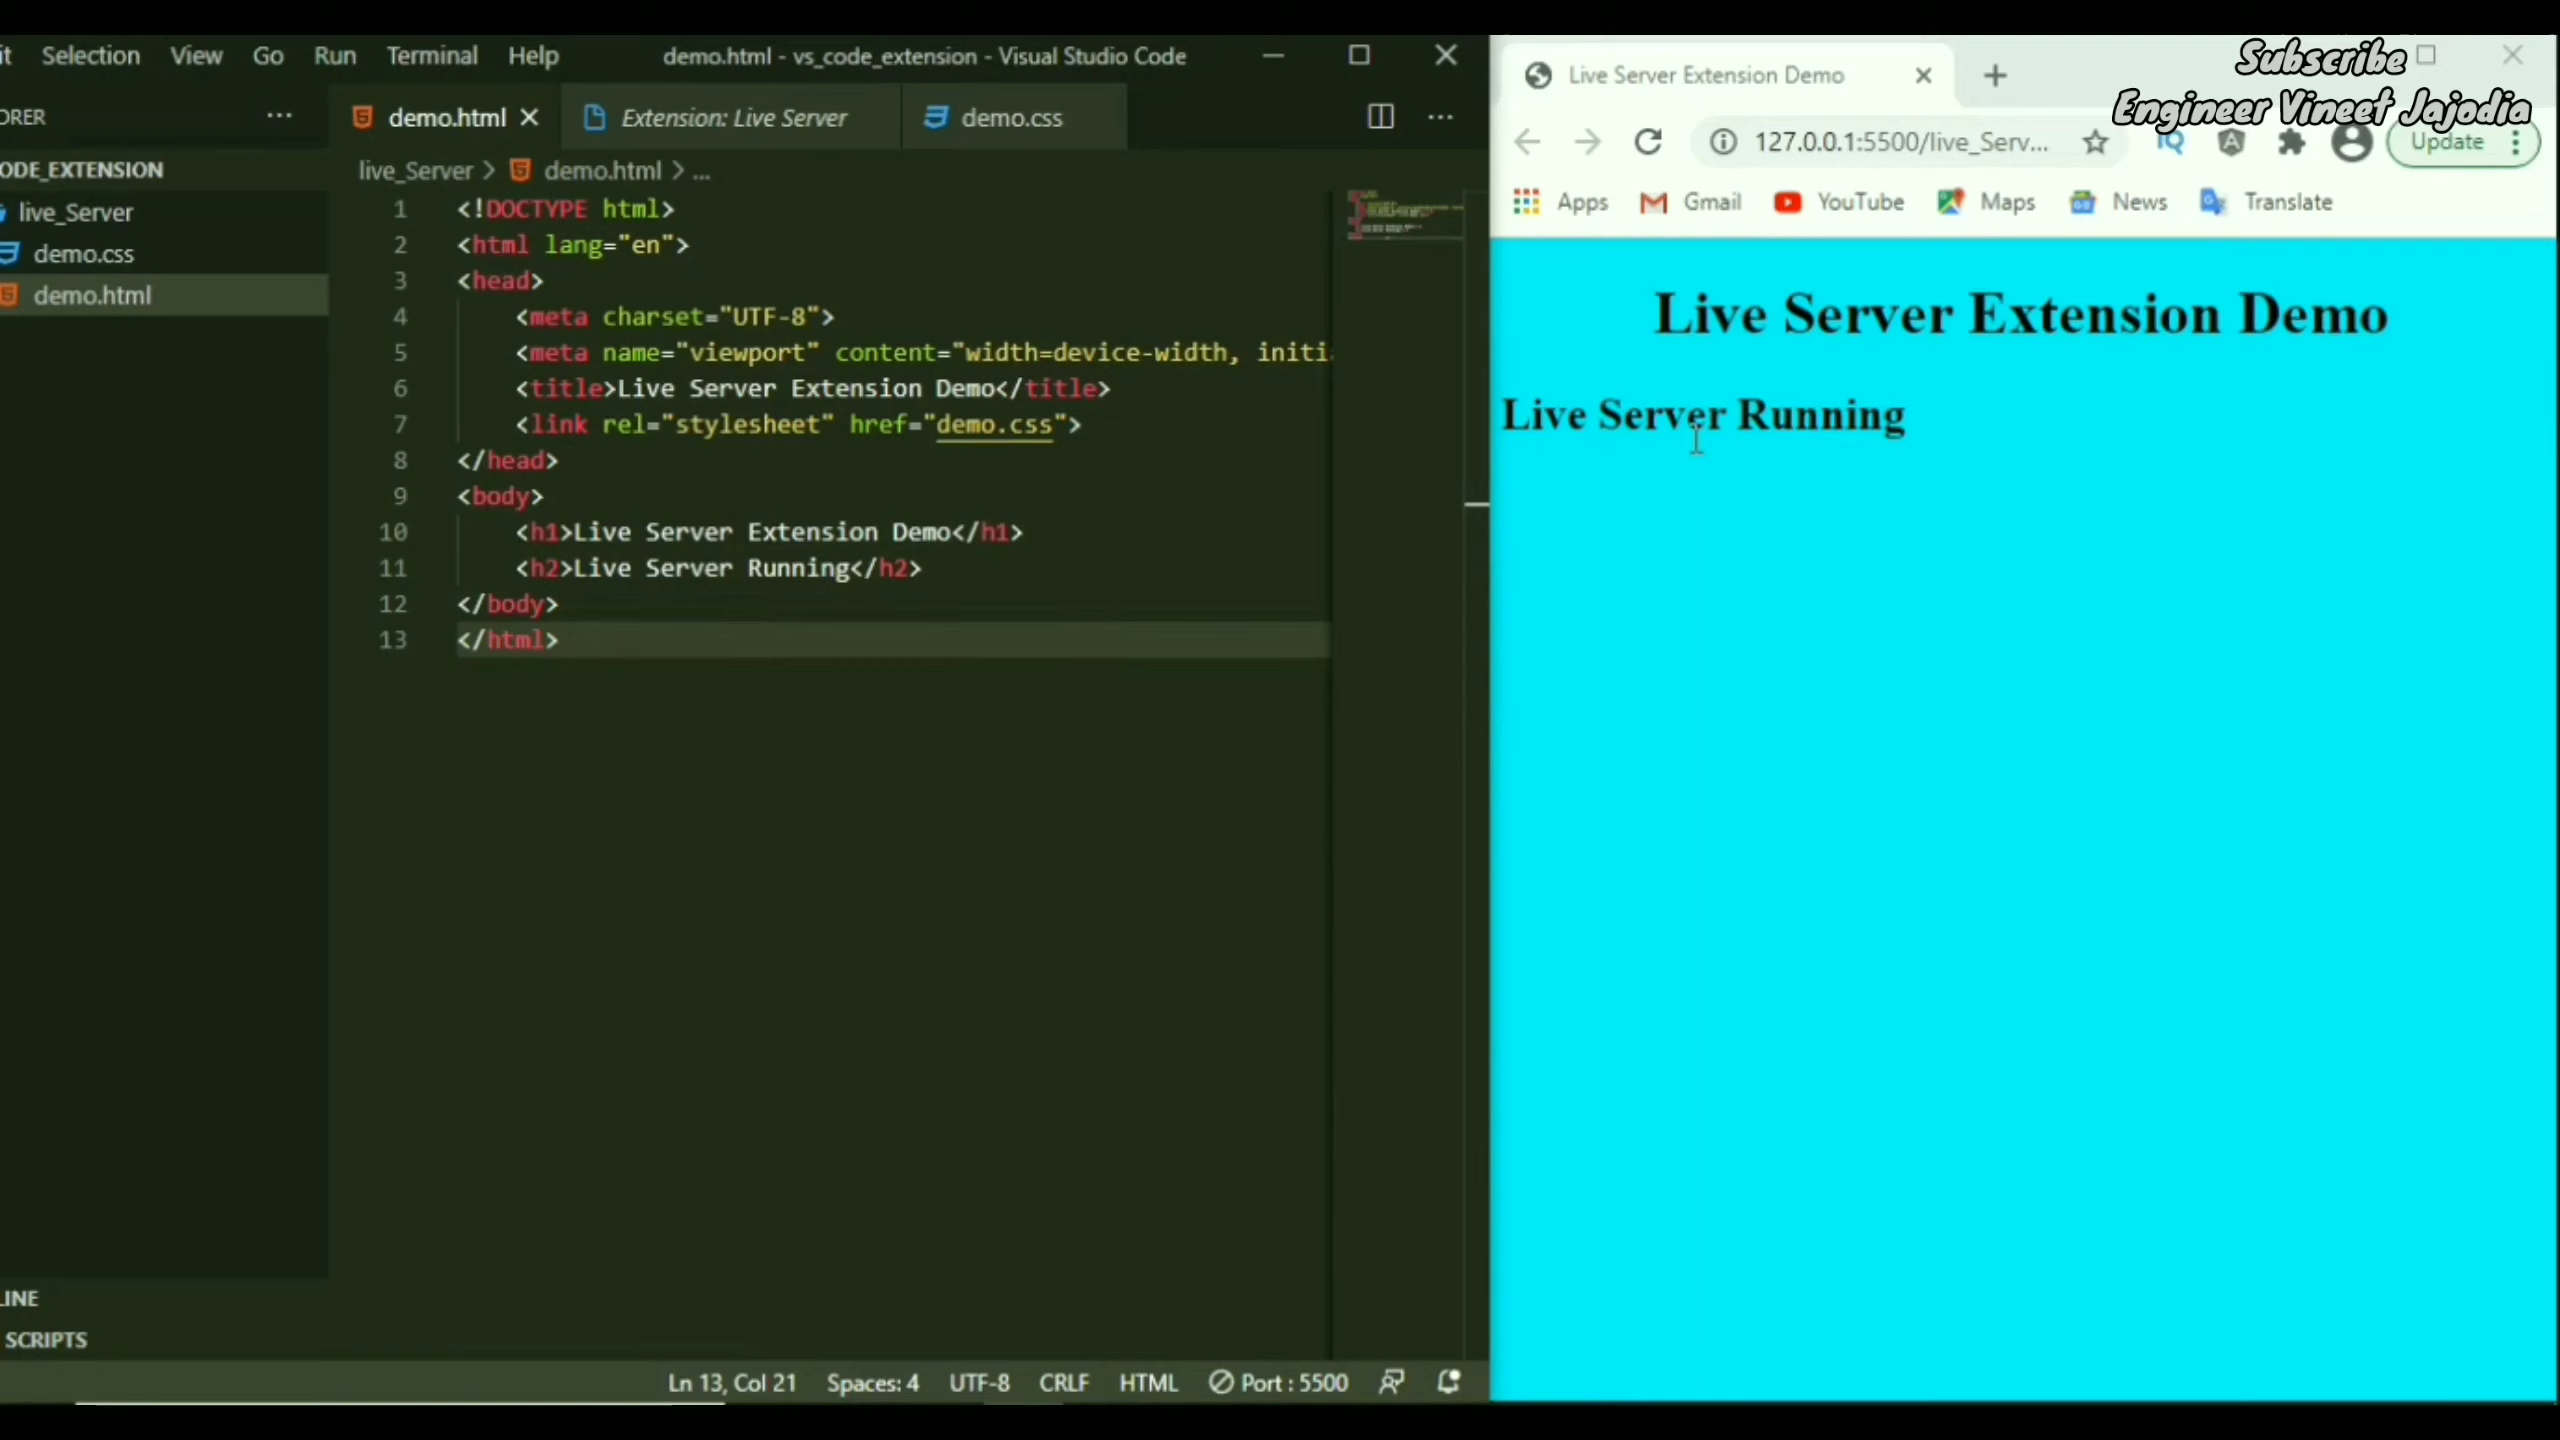 it Selection View Go Run Terminal Help demo.html - vs_code_extension - Visual Studio Code
ORER
demo.html Extension: Live Server demo.css
live_Server > demo.html > ...
ODE_EXTENSION
live_Server
demo.css
demo.html
1 <!DOCTYPE html>
2 <html lang="en">
3 <head>
4 <meta charset="UTF-8">
5 <meta name="viewport" content="width=device-width, initi
6 <title>Live Server Extension Demo</title>
7 <link rel="stylesheet" href="demo.css">
8 </head>
9 <body>
10 <h1>Live Server Extension Demo</h1>
11 <h2>Live Server Running</h2>
12 </body>
13 </html>
LINE
SCRIPTS
Ln 13, Col 21 Spaces: 4 UTF-8 CRLF HTML Port : 5500
Live Server Extension Demo
Subscribe
Engineer Vineet Jajodia
127.0.0.1:5500/live_Serv... IQ A Update
Apps Gmail YouTube Maps News Translate
Live Server Extension Demo
Live Server Running